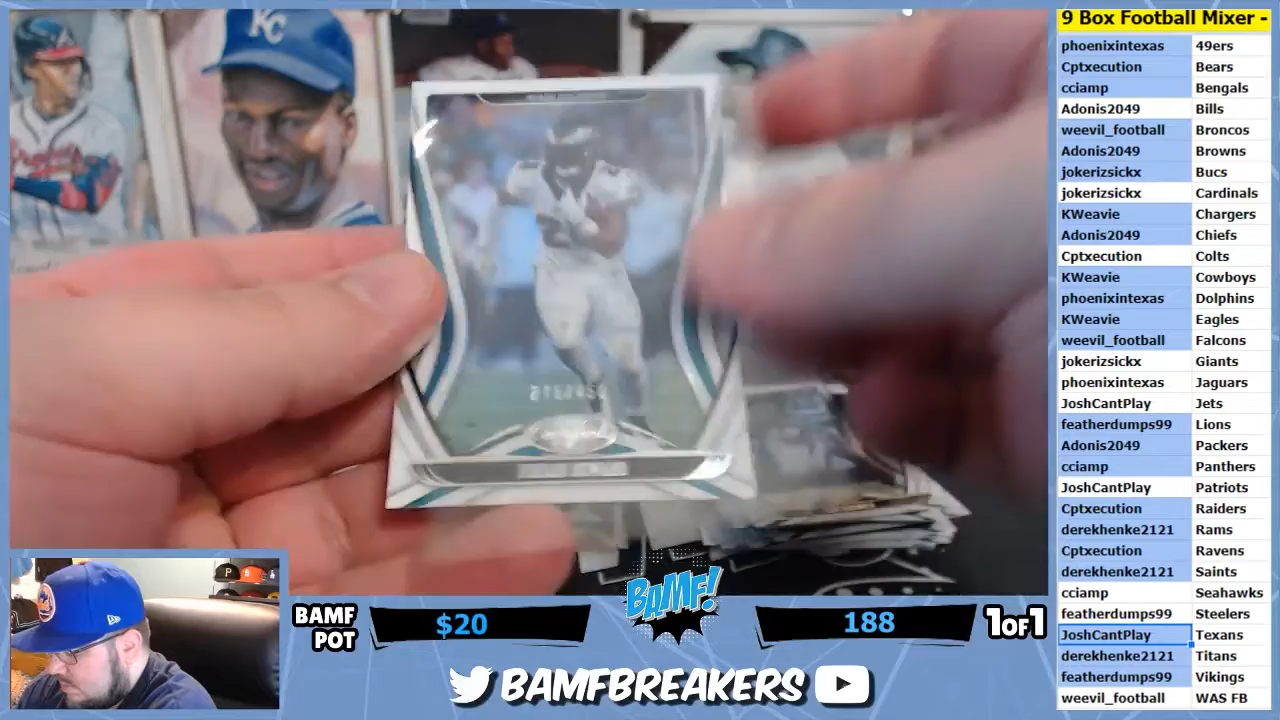 9 Box Football Mixer -
phoenixintexas 49ers
Cptxecution Bears
cciamp Bengals
Adonis2049 Bills
weevil_football Broncos
Adonis2049 Browns
jokerizsickx Bucs
jokerizsickx Cardinals
KWeavie Chargers
Adonis2049 Chiefs
Cptxecution Colts
KWeavie Cowboys
phoenixintexas Dolphins
KWeavie Eagles
weevil_football Falcons
jokerizsickx Giants
phoenixintexas Jaguars
JoshCantPlay Jets
featherdumps99 Lions
Adonis2049 Packers
cciamp Panthers
JoshCantPlay Patriots
Cptxecution Raiders
derekhenke2121 Rams
Cptxecution Ravens
derekhenke2121 Saints
cciamp Seahawks
featherdumps99 Steelers
JoshCantPlay Texans
derekhenke2121 Titans
featherdumps99 Vikings
weevil_football WAS FB
KC
BAMF POT
$20
BAMF!
188
1OF1
BAMFBREAKERS